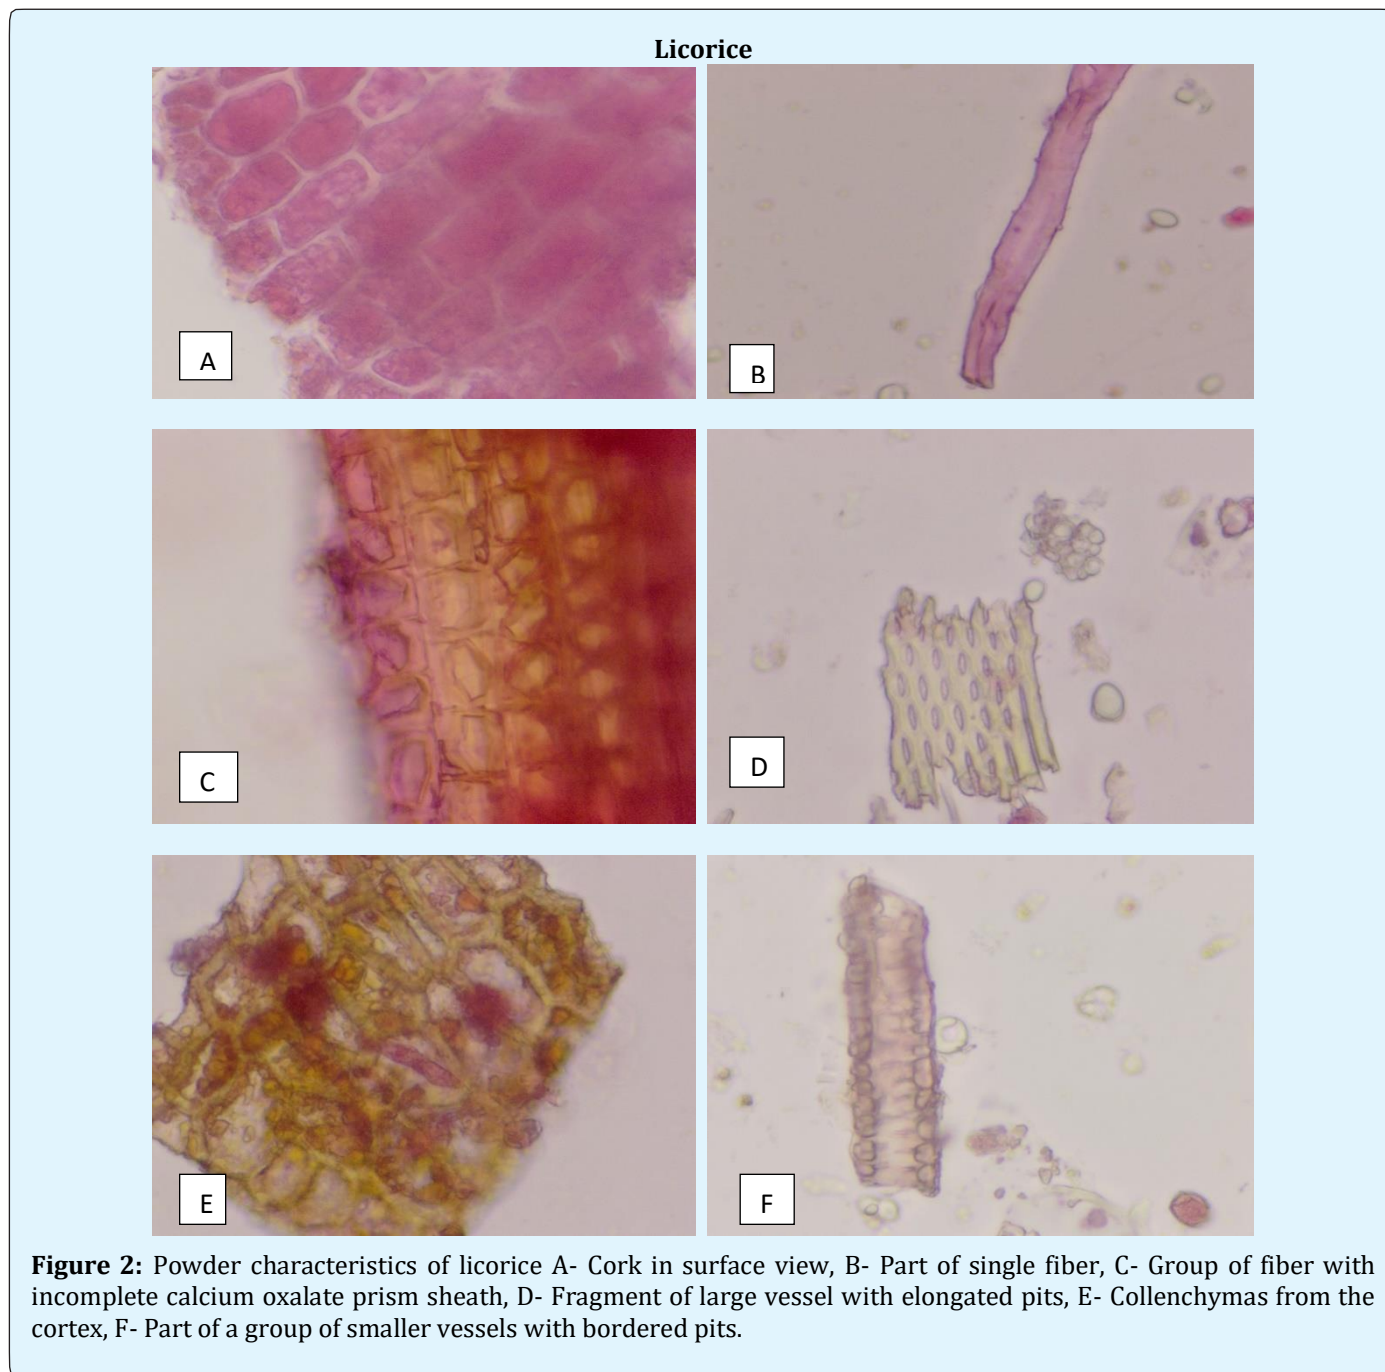 Licorice
A
B
C
D
E
F
Figure 2: Powder characteristics of licorice A- Cork in surface view, B- Part of single fiber, C- Group of fiber with
incomplete calcium oxalate prism sheath, D- Fragment of large vessel with elongated pits, E- Collenchymas from the
cortex, F- Part of a group of smaller vessels with bordered pits.